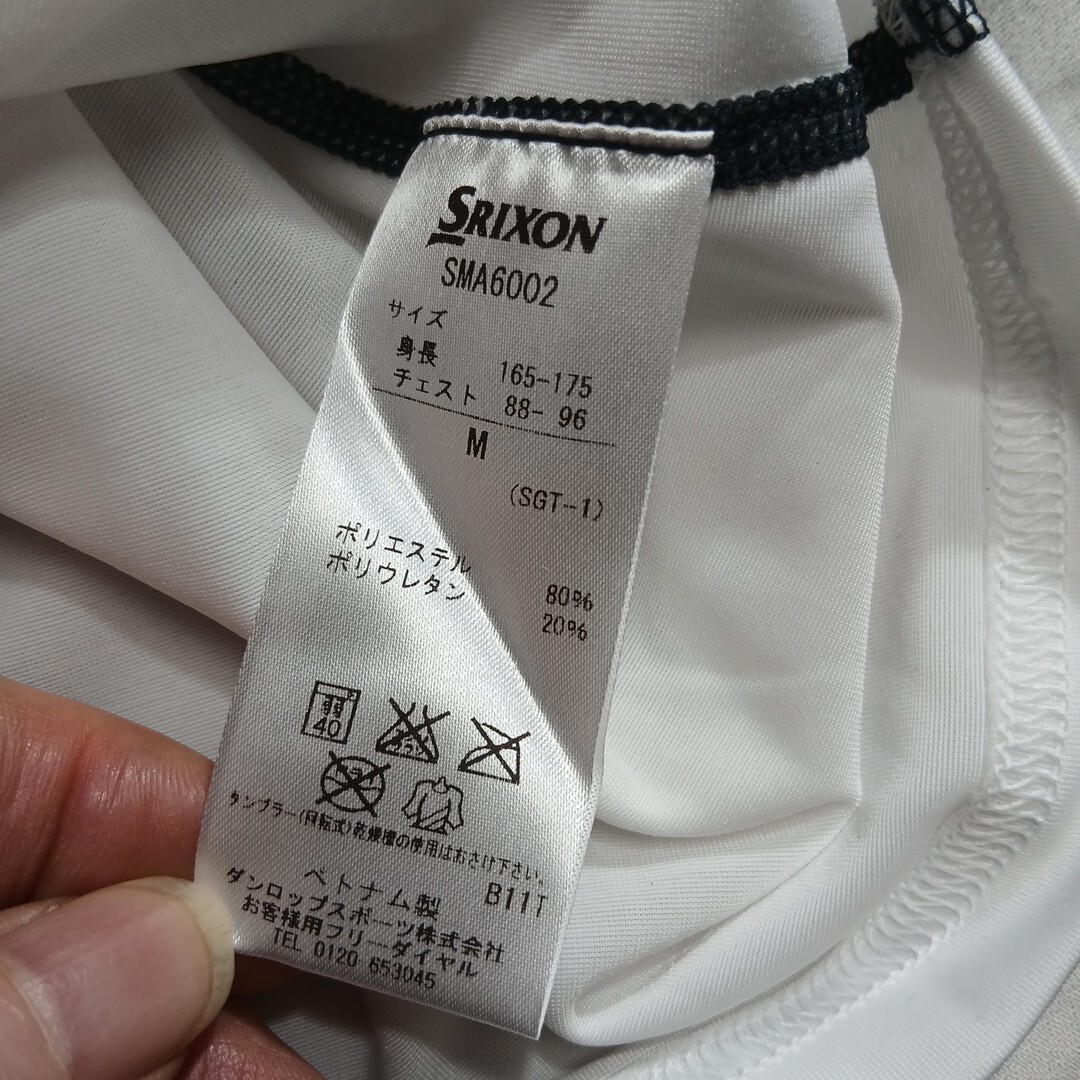 SRIXON
SMA6002
サイズ
身長 165-175
チェスト 88- 96
M
(SGT-1)
ポリエステル 80%
ポリウレタン 20%
弱
40
タンブラー(回転式)乾燥機の使用はおさけ下さい。
B11T
ベトナム製
ダンロップスポーツ株式会社
お客様用フリーダイヤル
TEL 0120 653045